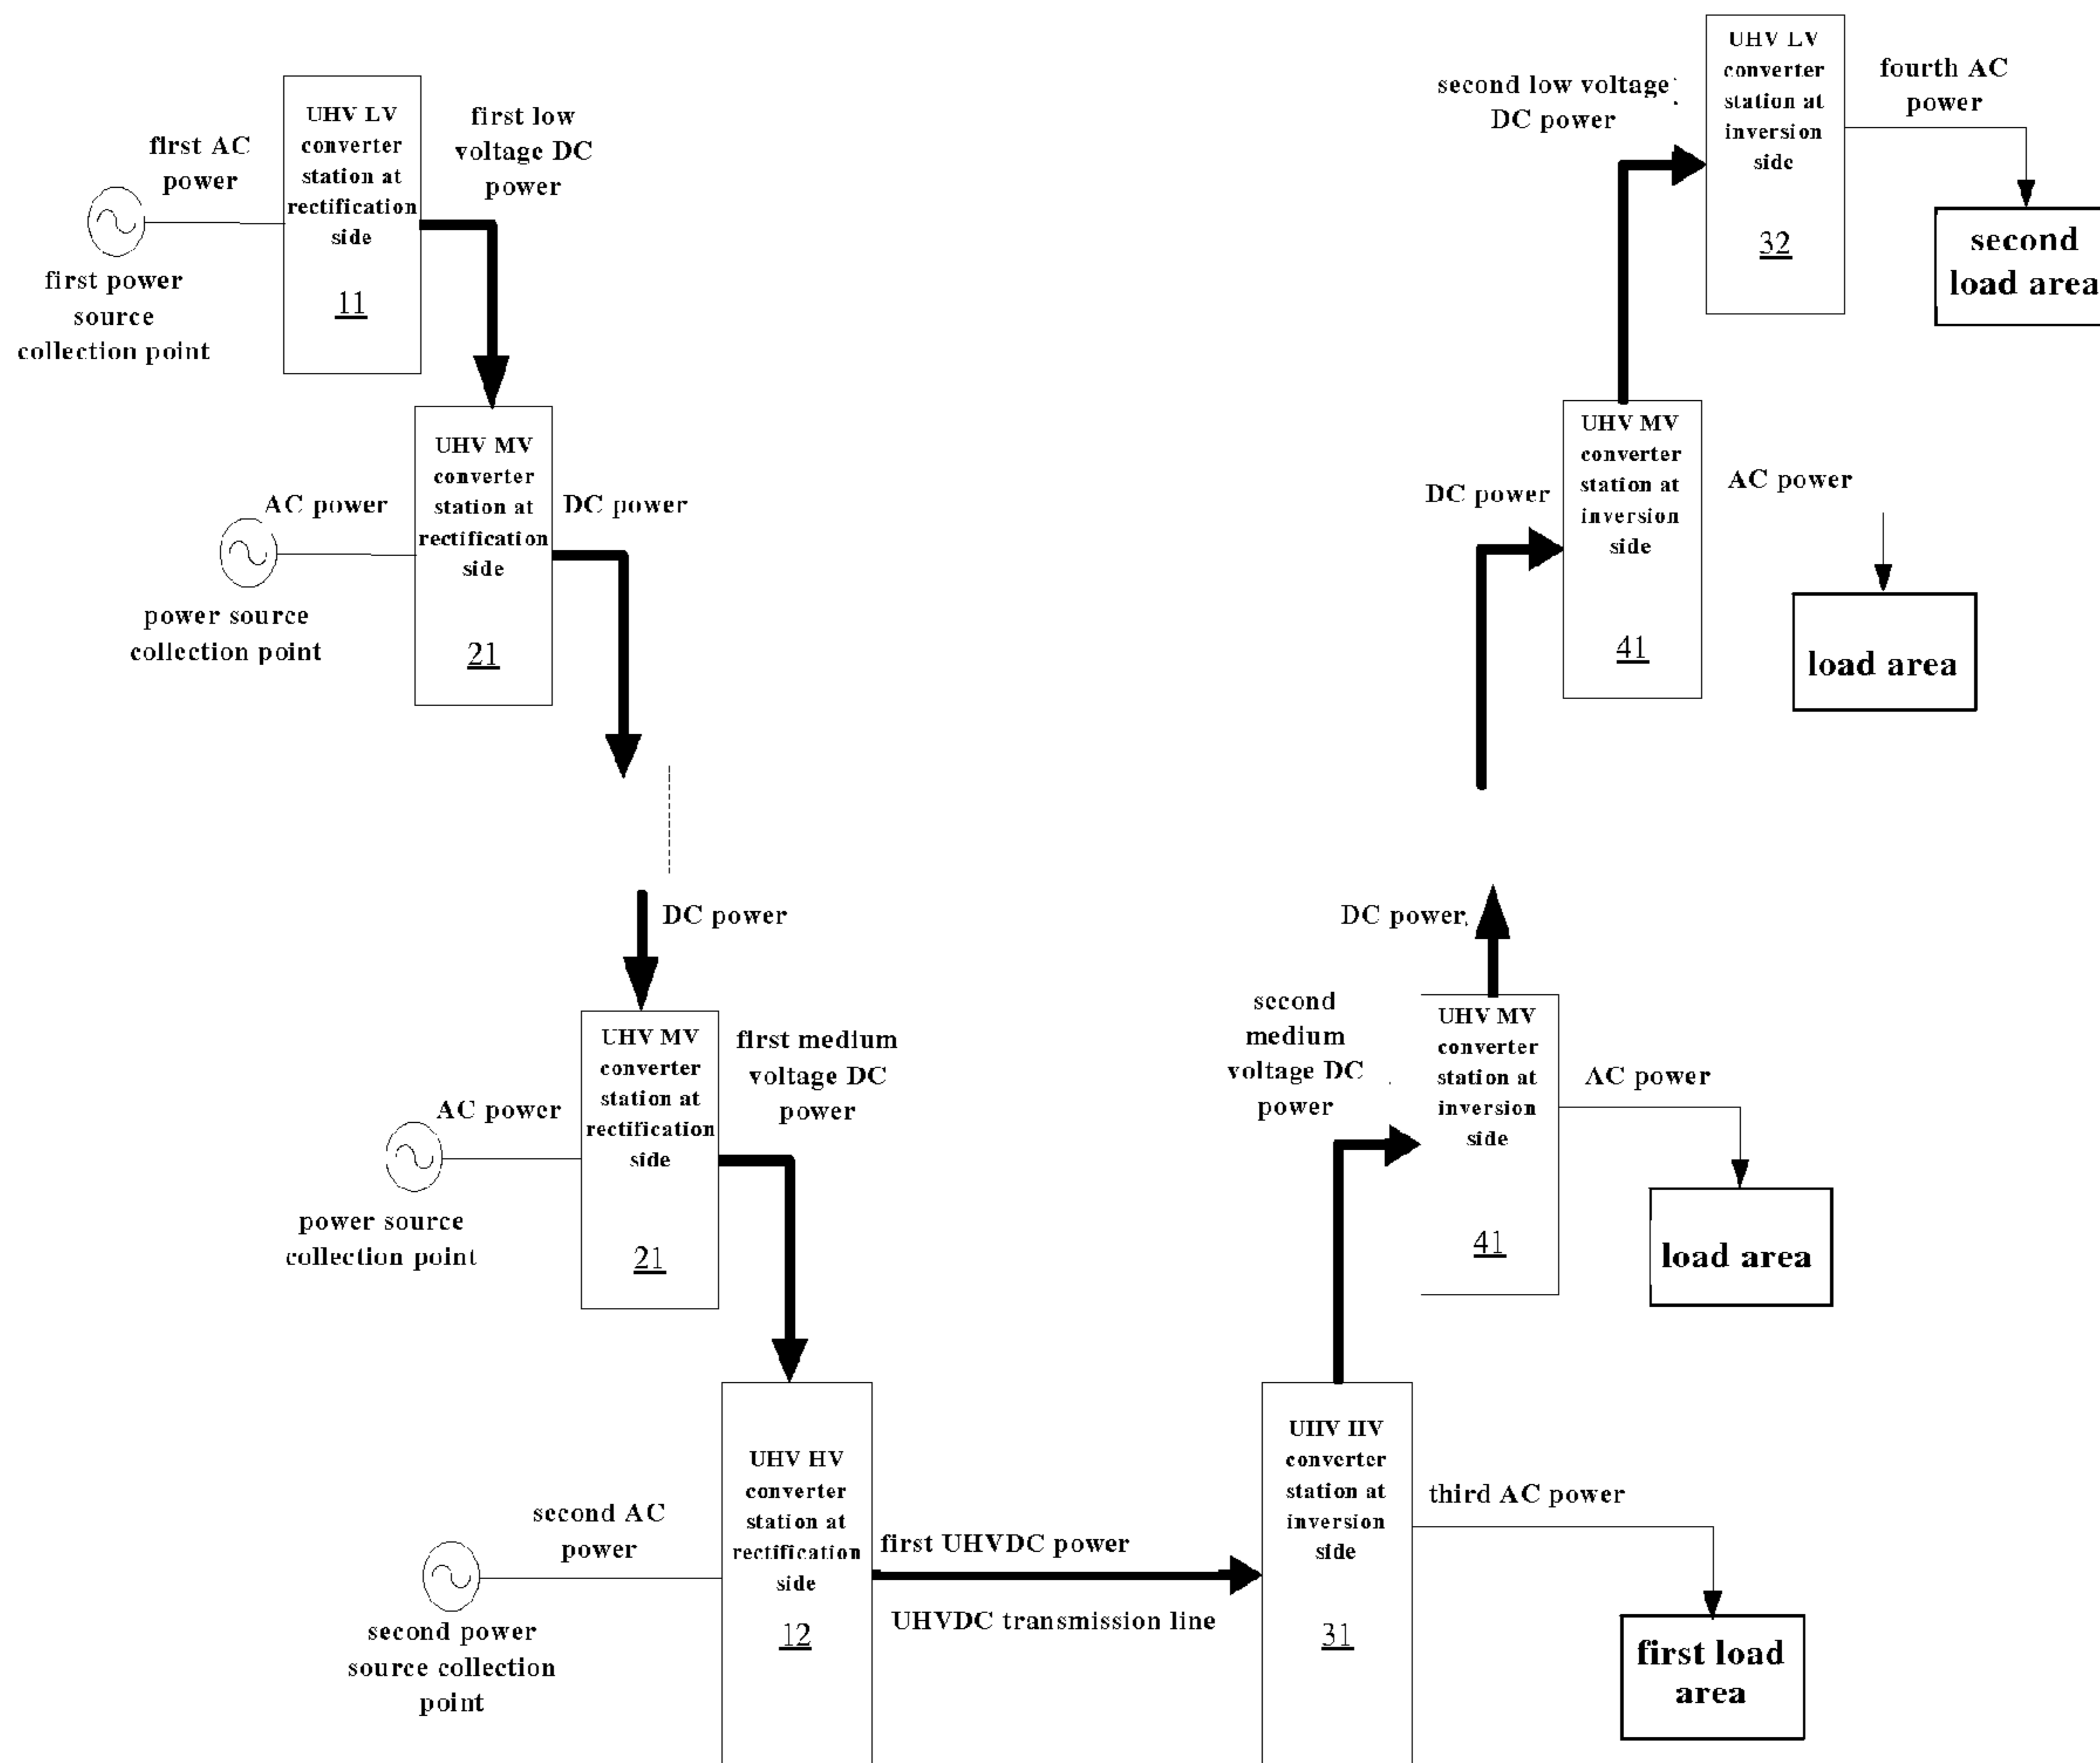 first AC
power
first power
source
collection point
UHV LV
converter
station at
rectification
side
11
first low
voltage DC
power
AC power
power source
collection point
UHV MV
converter
station at
rectification
side
21
DC power
DC power
AC power
power source
collection point
UHV MV
converter
station at
rectification
side
21
first medium
voltage DC
power
second AC
power
second power
source collection
point
UHV HV
converter
station at
rectification
side
12
first UHVDC power
UHVDC transmission line
UHV HV
converter
station at
inversion
side
31
third AC power
first load
area
second
medium
voltage DC
power
UHV MV
converter
station at
inversion
side
41
AC power
load area
DC power
DC power
UHV MV
converter
station at
inversion
side
41
AC power
load area
second low voltage
DC power
UHV LV
converter
station at
inversion
side
32
fourth AC
power
second
load area